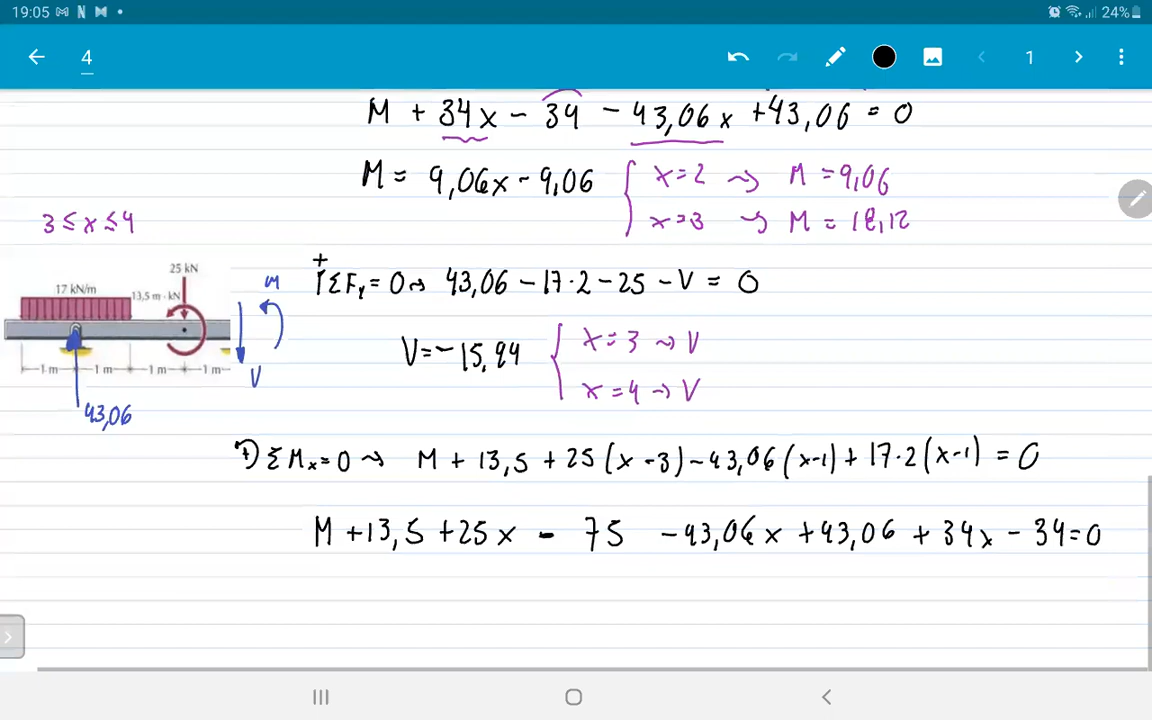 19:05
24%
4
1
M + 34x - 34 - 43,06x + 43,06 = 0
M = 9,06x - 9,06 { x = 2 ⤳ M = 9,06
x = 3 ⤳ M = 18,12
3 ≤ x ≤ 4
25 kN
17 kN/m
13,5 m·kN
M
+↑ΣFy = 0 ⤳ 43,06 - 17·2 - 25 - V = 0
V = -15,94 { x = 3 ⤳ V
x = 4 → V
1 m 1 m 1 m 1 m
V
43,06
+ ΣMx = 0 ⤳ M + 13,5 + 25(x - 3) - 43,06(x-1) + 17·2(x-1) = 0
M + 13,5 + 25x - 75 - 43,06x + 43,06 + 34x - 34 = 0